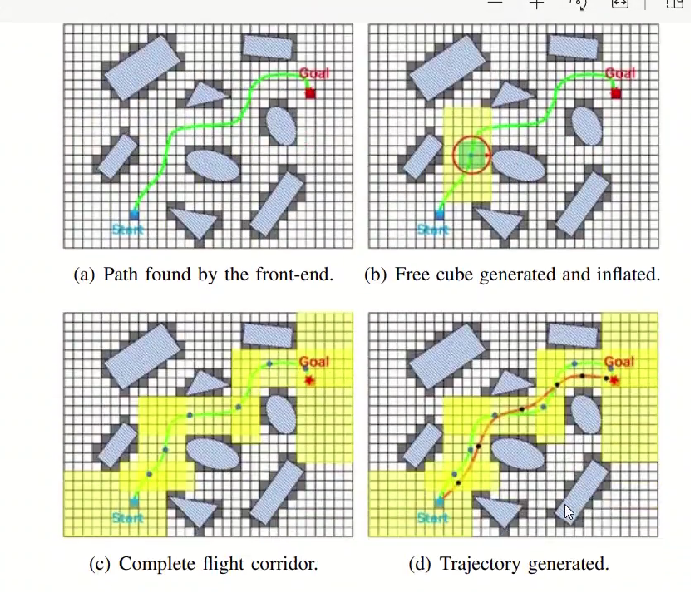 Goal
Goal
Start
Start
(a) Path found by the front-end.
(b) Free cube generated and inflated.
Goal
Goal
Start
Start
(c) Complete flight corridor.
(d) Trajectory generated.